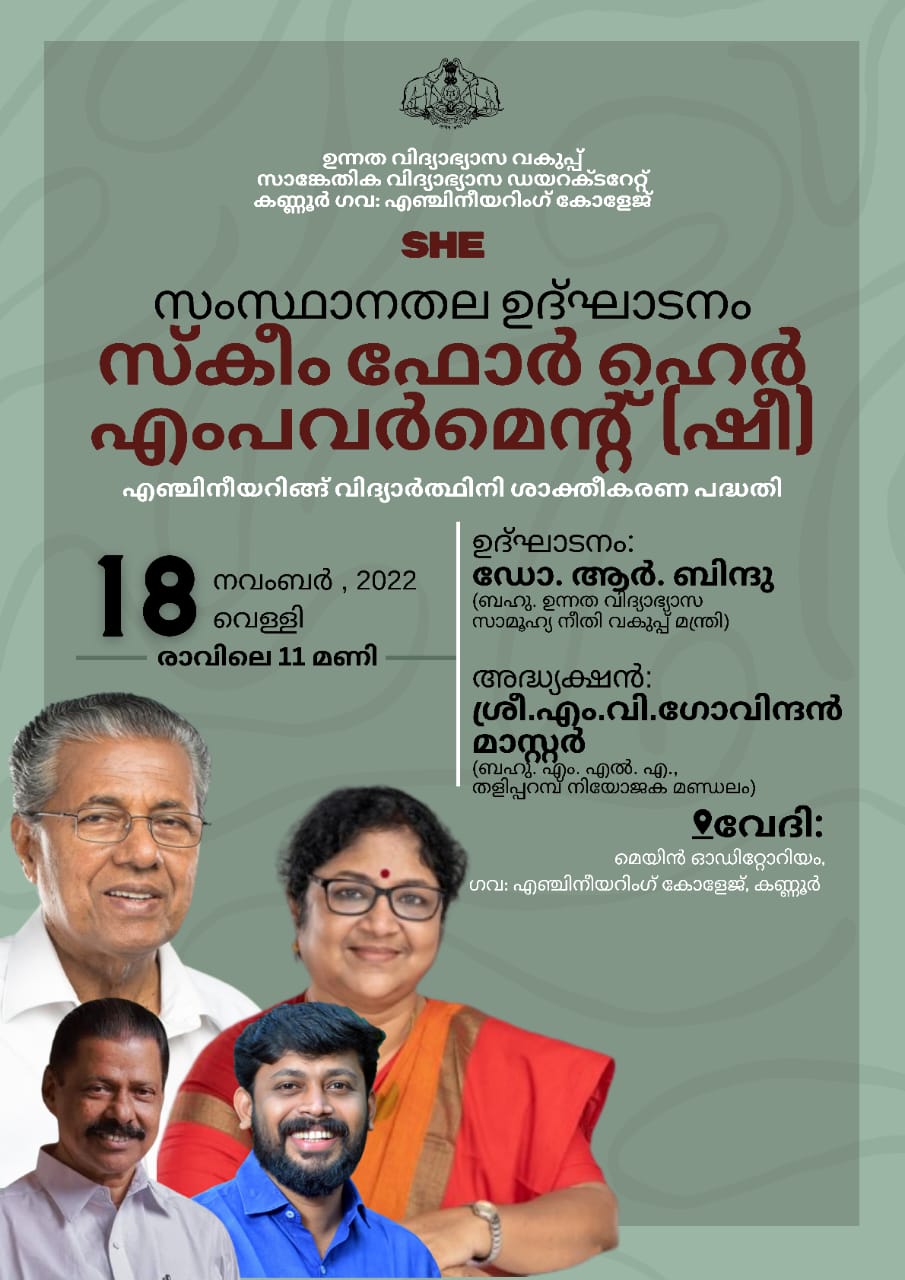 ഉന്നത വിദ്യാഭ്യാസ വകുപ്പ്
സാങ്കേതിക വിദ്യാഭ്യാസ ഡയറക്ടറേറ്റ്
കണ്ണൂർ ഗവ: എഞ്ചിനീയറിംഗ് കോളേജ്
SHE
സംസ്ഥാനതല ഉദ്ഘാടനം
സ്കീം ഫോർ ഹെർ
എംപവർമെന്റ് (ഷീ)
എഞ്ചിനീയറിങ്ങ് വിദ്യാർത്ഥിനി ശാക്തീകരണ പദ്ധതി
18 നവംബർ , 2022
വെള്ളി
രാവിലെ 11 മണി
ഉദ്ഘാടനം:
ഡോ. ആർ. ബിന്ദു
(ബഹു. ഉന്നത വിദ്യാഭ്യാസ
സാമൂഹ്യ നീതി വകുപ്പ് മന്ത്രി)
അദ്ധ്യക്ഷൻ:
ശ്രീ.എം.വി.ഗോവിന്ദൻ
മാസ്റ്റർ
(ബഹു. എം. എൽ. എ.,
തളിപ്പറമ്പ് നിയോജക മണ്ഡലം)
വേദി:
മെയിൻ ഓഡിറ്റോറിയം,
ഗവ: എഞ്ചിനീയറിംഗ് കോളേജ്, കണ്ണൂർ